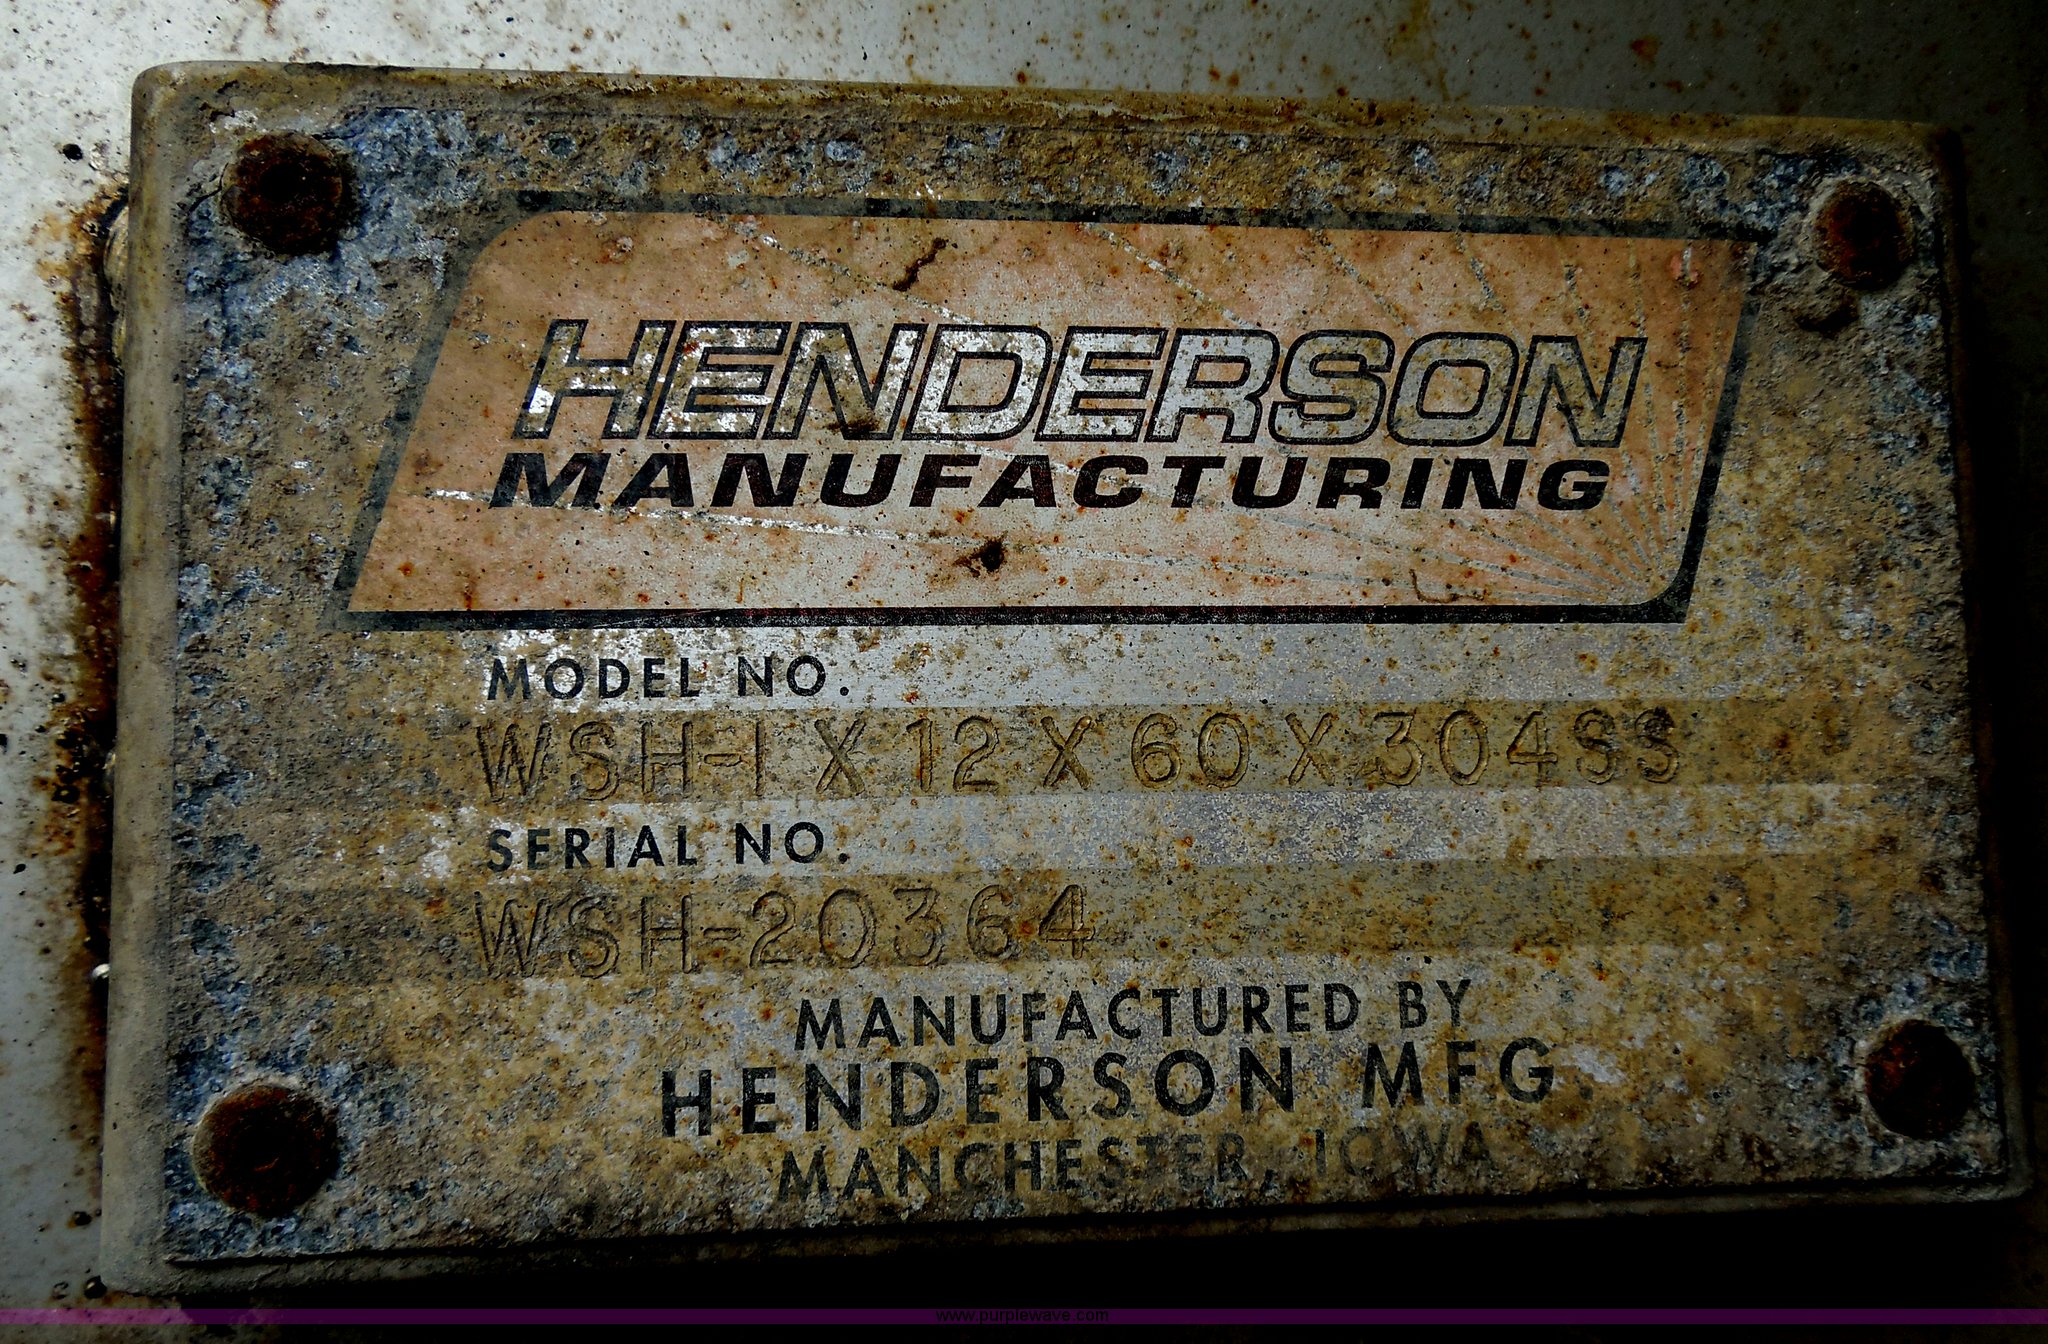 HENDERSON
MANUFACTURING
MODEL NO.
WSH-1 X 12 X 60 X 304SS
SERIAL NO.
WSH-20364
MANUFACTURED BY
HENDERSON MFG.
MANCHESTER, IOWA
www.purplewave.com